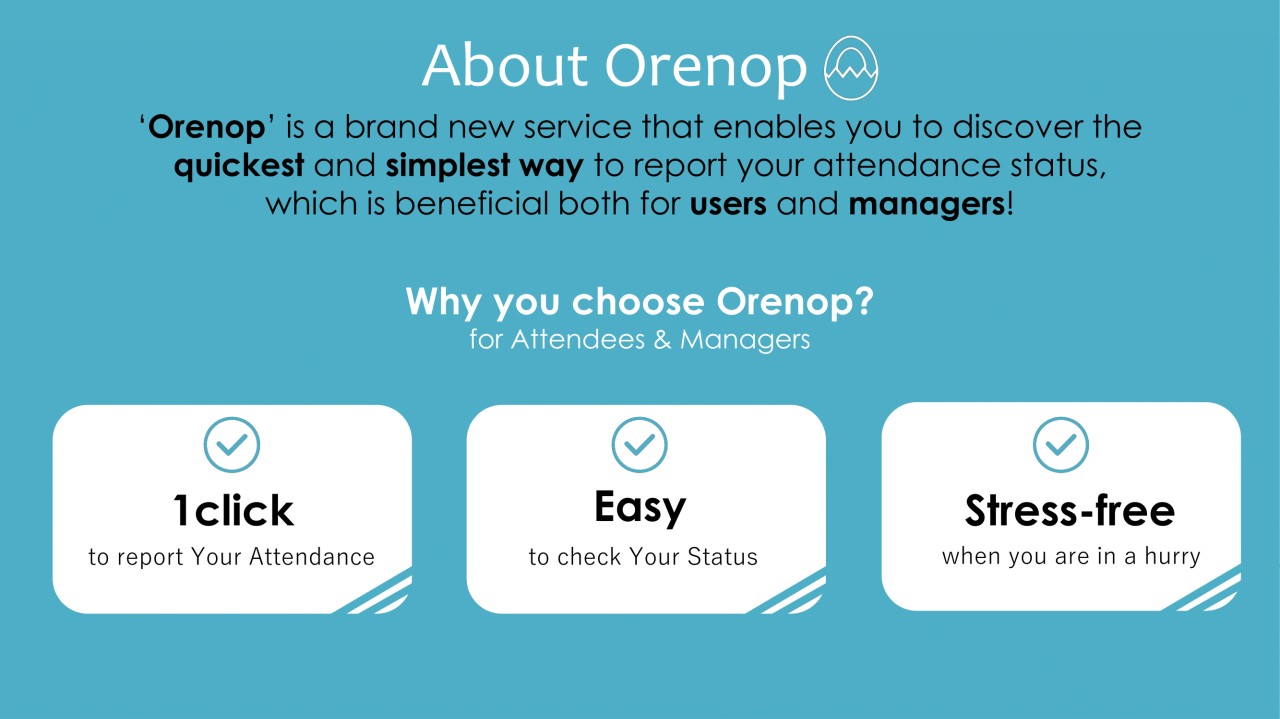 About Orenop
‘Orenop’ is a brand new service that enables you to discover the
quickest and simplest way to report your attendance status,
which is beneficial both for users and managers!
Why you choose Orenop?
for Attendees & Managers
1click
to report Your Attendance
Easy
to check Your Status
Stress-free
when you are in a hurry